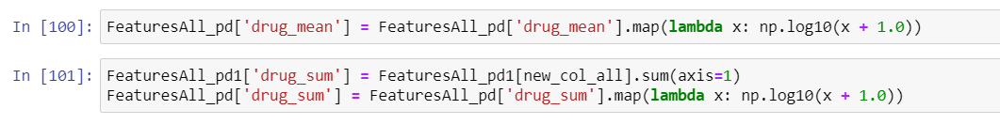 In [100]: FeaturesAll_pd['drug_mean'] = FeaturesAll_pd['drug_mean'].map(lambda x: np.log10(x + 1.0))
In [101]: FeaturesAll_pd1['drug_sum'] = FeaturesAll_pd1[new_col_all].sum(axis=1)
FeaturesAll_pd['drug_sum'] = FeaturesAll_pd['drug_sum'].map(lambda x: np.log10(x + 1.0))